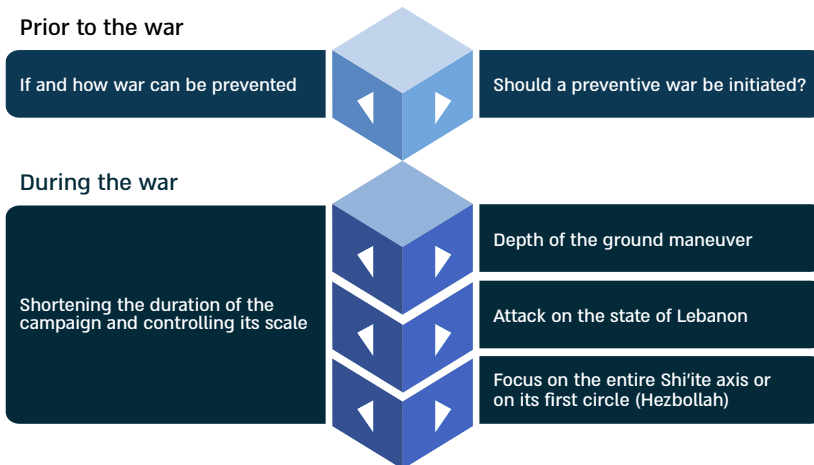 Prior to the war
If and how war can be prevented
Should a preventive war be initiated?
During the war
Shortening the duration of the
campaign and controlling its scale
Depth of the ground maneuver
Attack on the state of Lebanon
Focus on the entire Shi'ite axis or
on its first circle (Hezbollah)